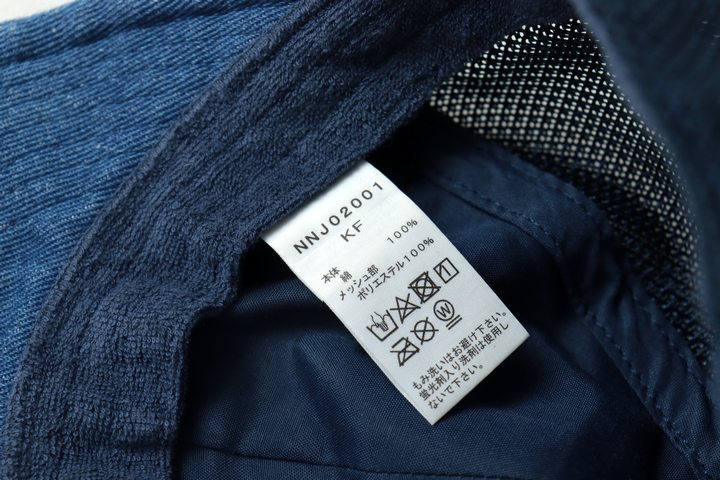 NNJ02001
KF
本体
綿 100%
メッシュ部
ポリエステル100%
W
もみ洗いはお避け下さい。
蛍光剤入り洗剤は使用し
ないで下さい。